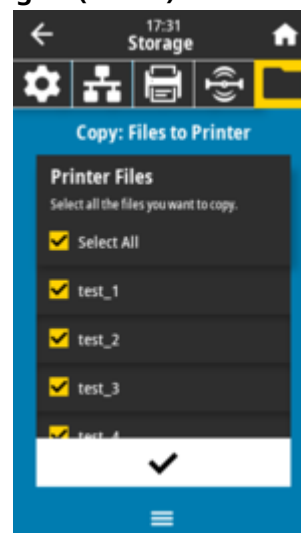 17:31
Storage
Copy: Files to Printer
Printer Files
Select all the files you want to copy.
Select All
test_1
test_2
test_3
test_4